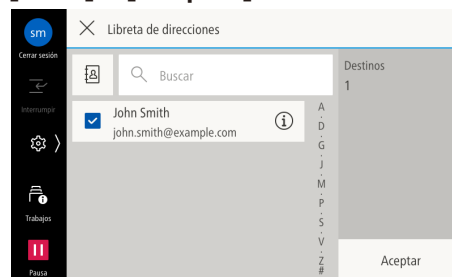 sm
Cerrar sesión
Interrumpir
Trabajos
Pausa
Libreta de direcciones
Buscar
John Smith
john.smith@example.com
A
D
G
J
M
P
S
V
Z
#
Destinos
1
Aceptar